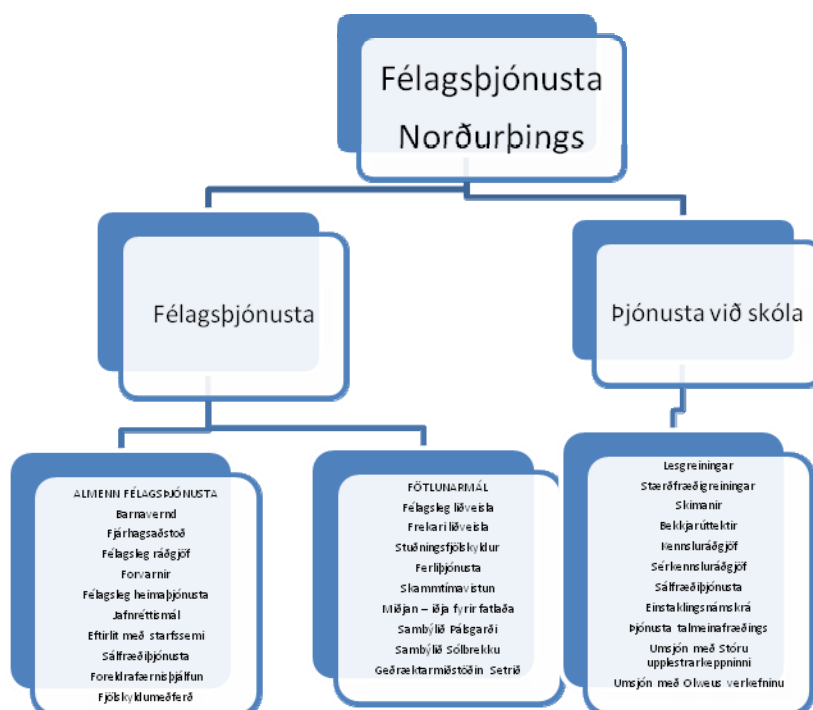 Félagsþjónusta
Norðurþings
Félagsþjónusta
Þjónusta við skóla
ALMENN FÉLAGSÞJÓNUSTA
Barnavernd
Fjárhagsaðstoð
Félagsleg ráðgjöf
Forvarnir
Félagsleg heimaþjónusta
Jafnréttismál
Eftirlit með starfssemi
Sálfræðiþjónusta
Foreldrafærnisþjálfun
Fjölskyldumeðferð
FÖTLUNARMÁL
Félagsleg liðveisla
Frekari liðveisla
Stuðningsfjölskyldur
Ferliþjónusta
Skammtímavistun
Miðjan – iðja fyrir fatlaða
Sambýlið Pálsgarði
Sambýlið Sólbrekku
Geðræktarmiðstöðin Setrið
Lesgreiningar
Stærðfræðigreiningar
Skimanir
Bekkjarúttektir
Kennsluráðgjöf
Sérkennsluráðgjöf
Sálfræðiþjónusta
Einstaklingsnámskrá
Þjónusta talmeinafræðings
Umsjón með Stóru
upplestrarkeppninni
Umsjón með Olweus verkefninu